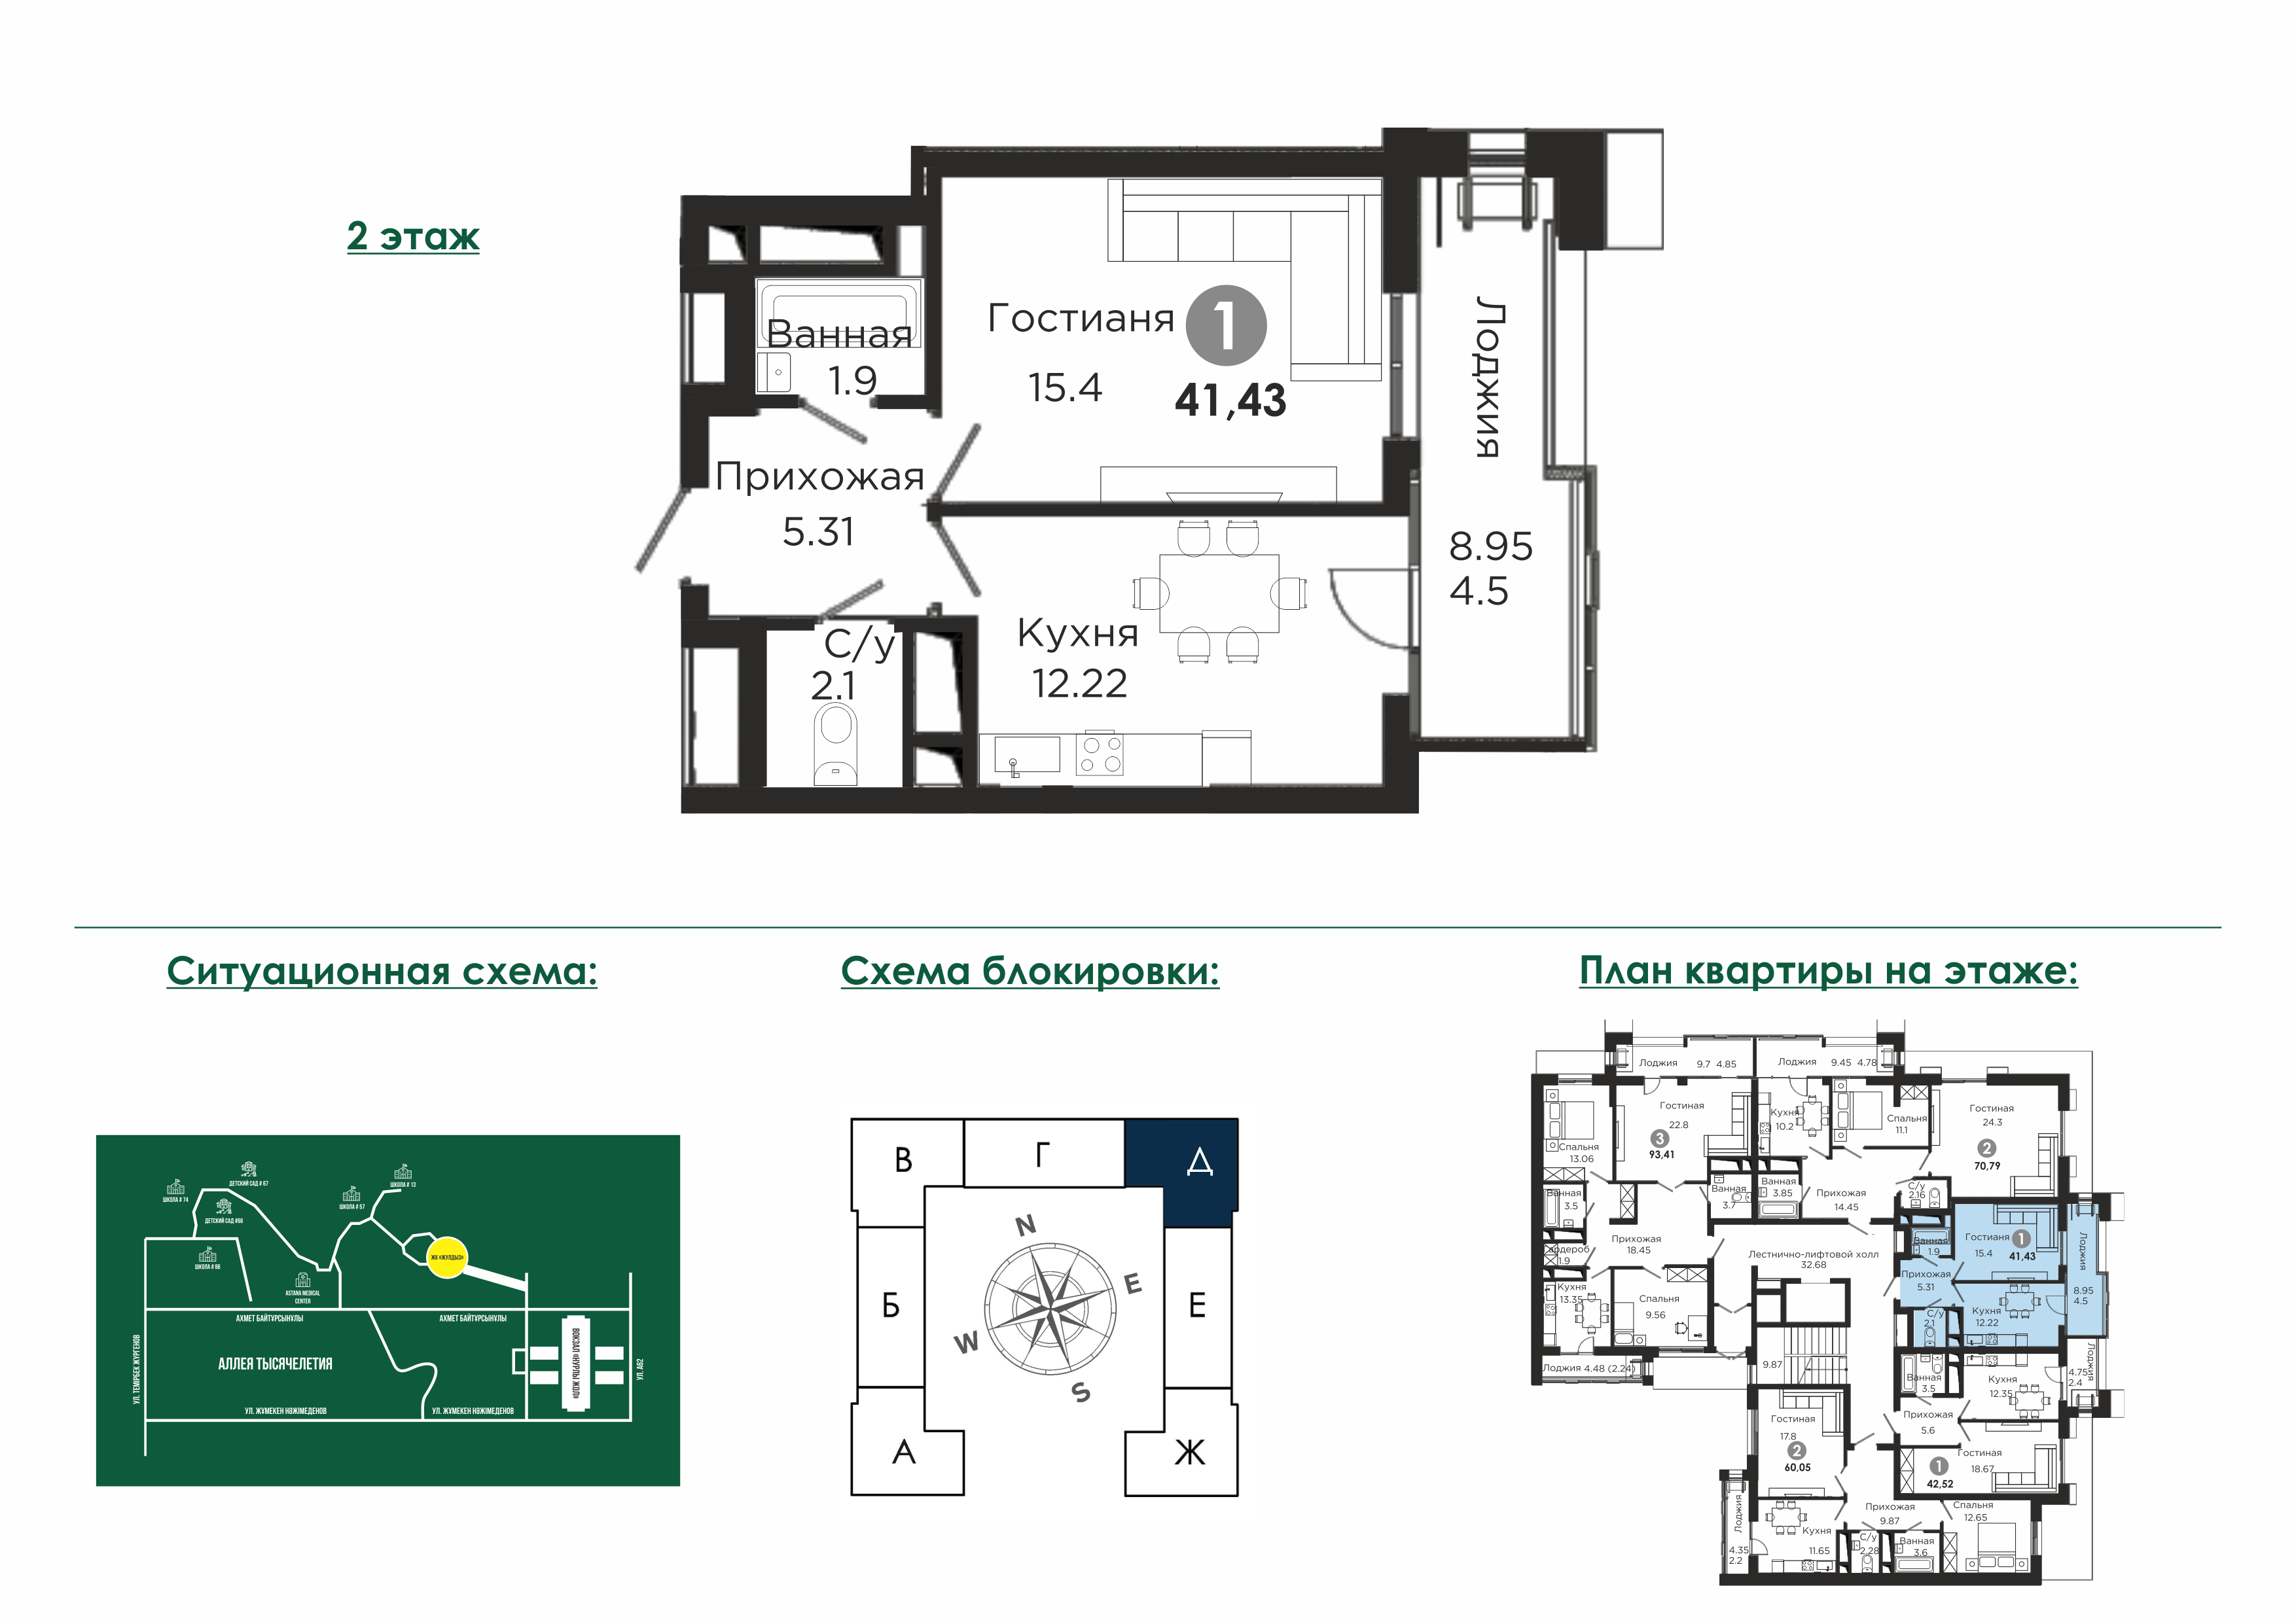 2 этаж
Ванная
1.9
Гостианя
1
15.4
41,43
Лоджия
8.95
4.5
Прихожая
5.31
С/у
2.1
Кухня
12.22
Ситуационная схема:
Схема блокировки:
План квартиры на этаже:
ШКОЛА # 74
ДЕТСКИЙ САД # 67
ДЕТСКИЙ САД #66
ШКОЛА # 57
ШКОЛА # 13
ШКОЛА # 86
ЖК «ЖУЛДЫЗ»
ASTANA MEDICAL
CENTER
АХМЕТ БАЙТҰРСЫНҰЛЫ
АХМЕТ БАЙТҰРСЫНҰЛЫ
АЛЛЕЯ ТЫСЯЧЕЛЕТИЯ
УЛ. ТЕМІРБЕК ЖҮРГЕНОВ
ВОКЗАЛ «НҰРЛЫ ЖОЛ»
УЛ. А62
УЛ. ЖҰМЕКЕН НӘЖІМЕДЕНОВ
УЛ. ЖҰМЕКЕН НӘЖІМЕДЕНОВ
В
Г
Д
Б
Е
А
Ж
N
E
W
S
Лоджия 9.7 4.85
Лоджия 9.45 4.78
Спальня
13.06
Гостиная
22.8
3
93,41
Кухня
10.2
Спальня
11.1
Гостиная
24.3
2
70,79
Ванная
3.5
Ванная
3.7
Ванная
3.85
Прихожая
14.45
С/у
2.16
Прихожая
18.45
Гардероб
1.9
Лестнично-лифтовой холл
32.68
Ванная
1.9
Гостианя
15.4
1
41,43
Лоджия
8.95
4.5
Прихожая
5.31
С/у
2.1
Кухня
12.22
Кухня
13.35
Спальня
9.56
Лоджия 4.48 (2.24)
9.87
Ванная
3.5
Кухня
12.35
4.75
2.4
Лоджия
Прихожая
5.6
Гостиная
18.67
1
42,52
Гостиная
17.8
2
60,05
Лоджия
4.35
2.2
Кухня
11.65
Прихожая
9.87
С/у
2.28
Ванная
3.6
Спальня
12.65